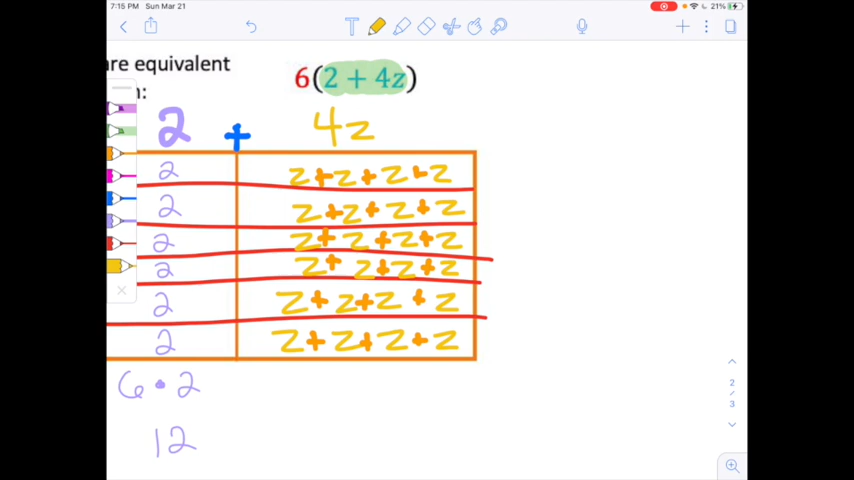 7:15 PM Sun Mar 21
21%
are equivalent
6(2 + 4z)
n:
2 + 4z
2 z+z+z+z
2 z+z+z+z
2 z+z+z+z
2 z+z+z+z
2 z+z+z+z
2 z+z+z+z
6 • 2
12
2
/
3